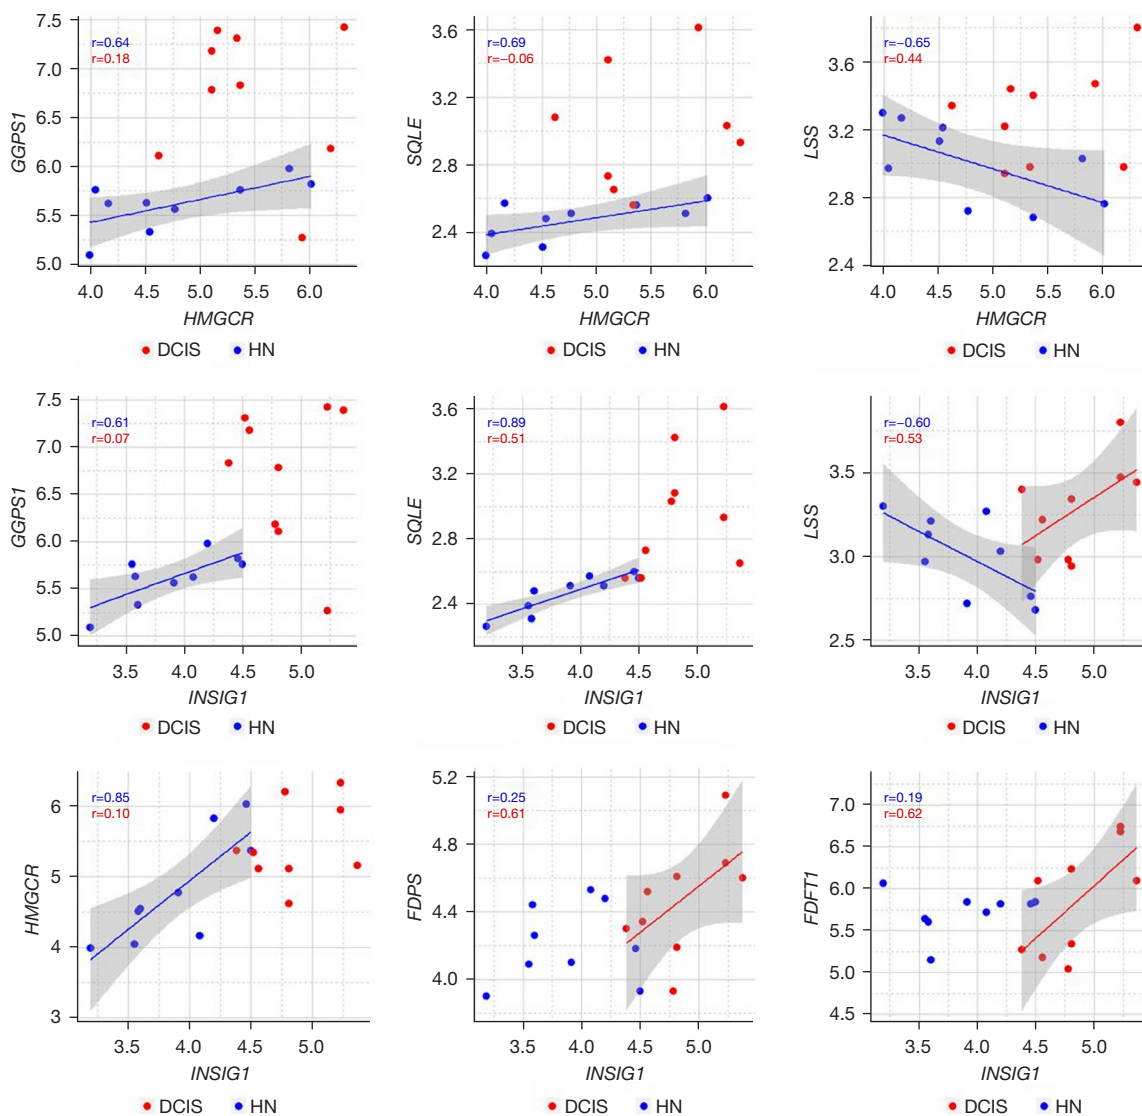 7.5
7.0
6.5
6.0
5.5
5.0
GGPS1
r=0.64
r=0.18
4.0 4.5 5.0 5.5 6.0
HMGCR
DCIS HN
3.6
3.2
2.8
2.4
SQLE
r=0.69
r=−0.06
4.0 4.5 5.0 5.5 6.0
HMGCR
DCIS HN
3.6
3.2
2.8
2.4
LSS
r=−0.65
r=0.44
4.0 4.5 5.0 5.5 6.0
HMGCR
DCIS HN
7.5
7.0
6.5
6.0
5.5
5.0
GGPS1
r=0.61
r=0.07
3.5 4.0 4.5 5.0
INSIG1
DCIS HN
3.6
3.2
2.8
2.4
SQLE
r=0.89
r=0.51
3.5 4.0 4.5 5.0
INSIG1
DCIS HN
3.5
3.0
2.5
LSS
r=−0.60
r=0.53
3.5 4.0 4.5 5.0
INSIG1
DCIS HN
6
5
4
3
HMGCR
r=0.85
r=0.10
3.5 4.0 4.5 5.0
INSIG1
DCIS HN
5.2
4.8
4.4
4.0
FDPS
r=0.25
r=0.61
3.5 4.0 4.5 5.0
INSIG1
DCIS HN
7.0
6.5
6.0
5.5
5.0
4.5
FDFT1
r=0.19
r=0.62
3.5 4.0 4.5 5.0
INSIG1
DCIS HN